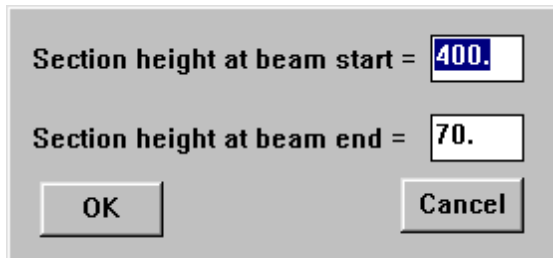 Section height at beam start = 400.
Section height at beam end = 70.
OK Cancel